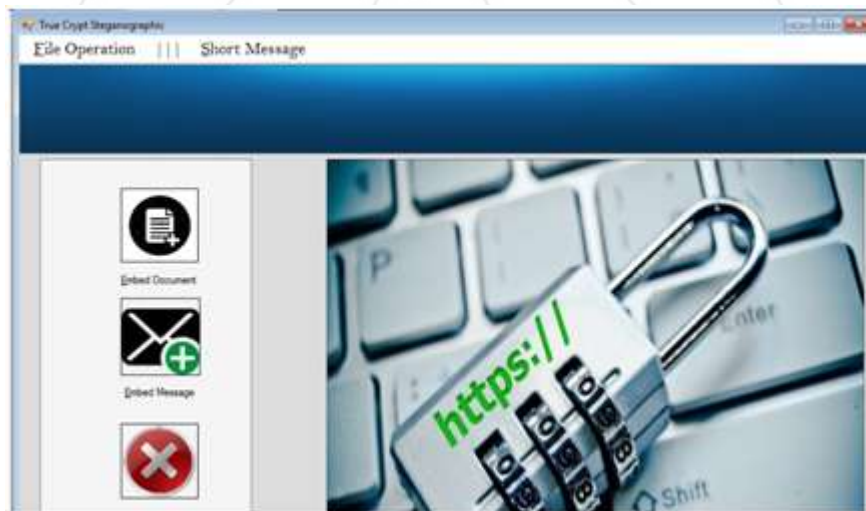 True Crypt Steganographic
File Operation ||| Short Message
Embed Document
Embed Message
P
Enter
https://
Shift